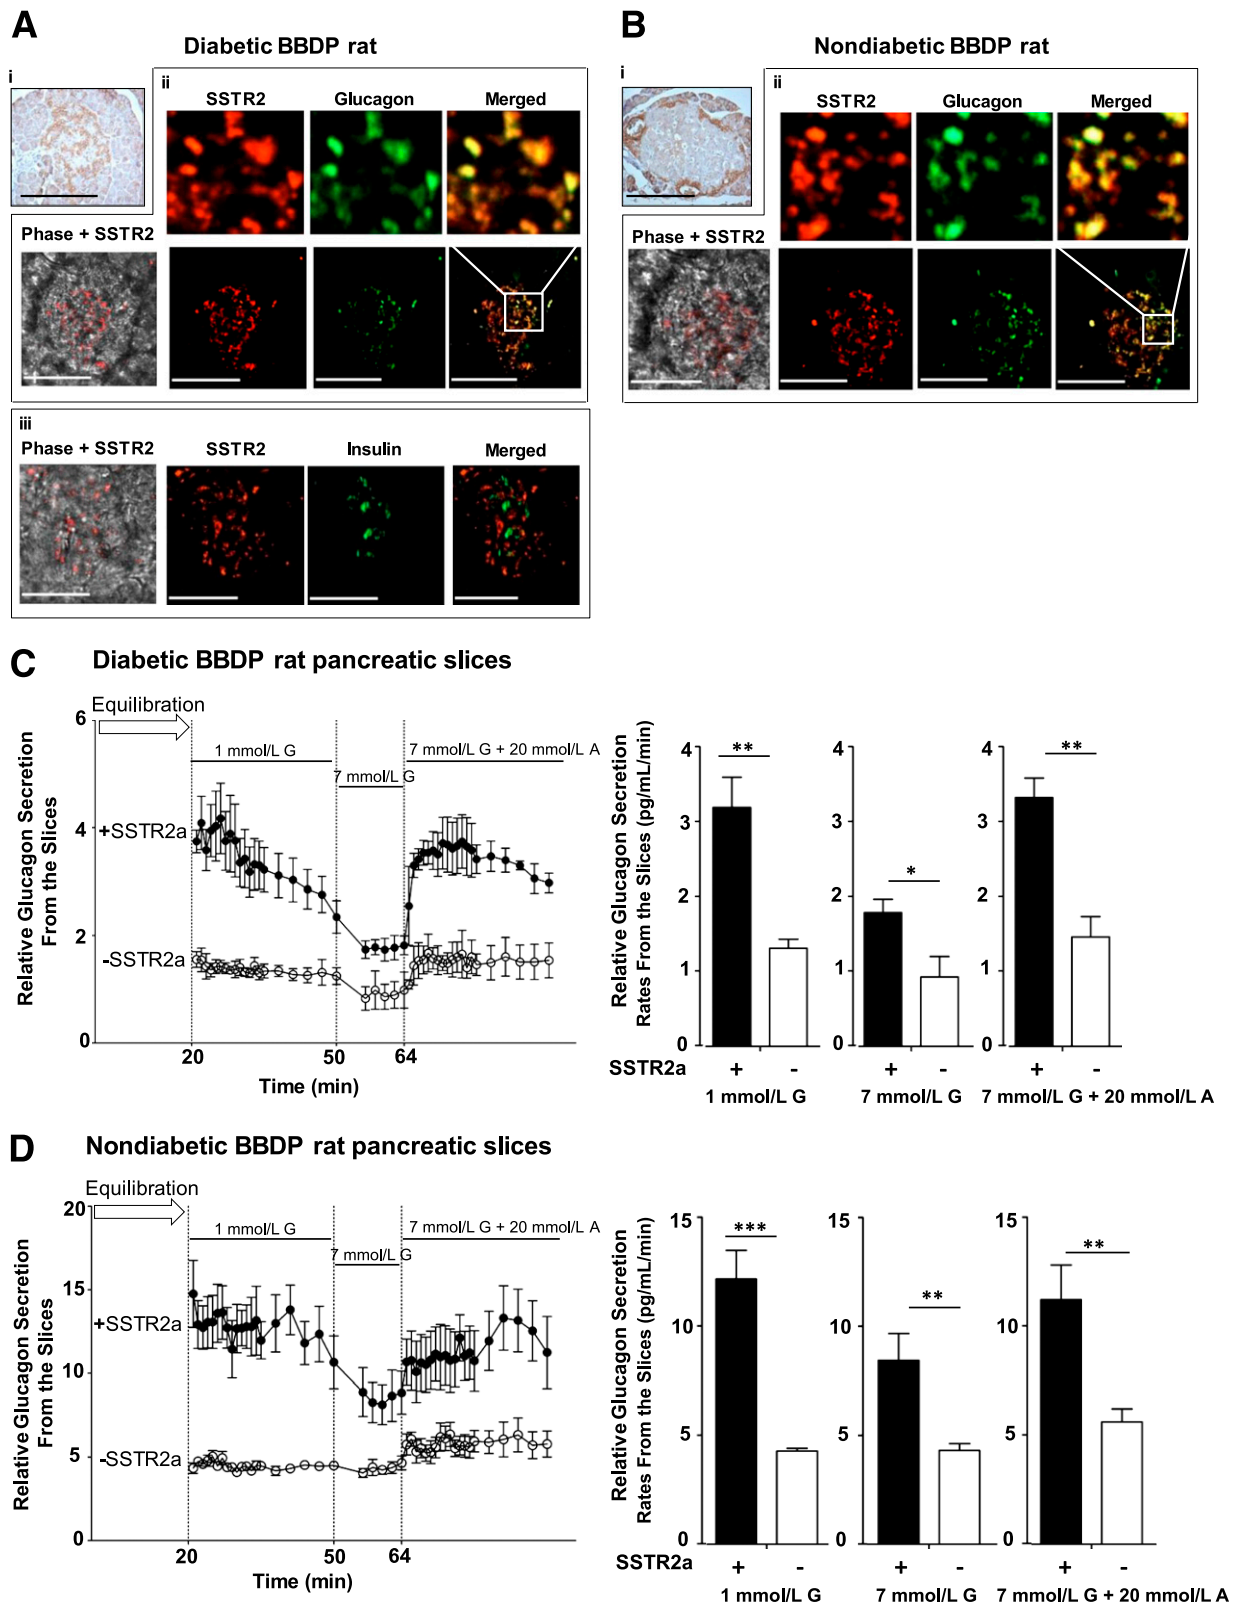 A
Diabetic BBDP rat
i
ii
SSTR2 Glucagon Merged
Phase + SSTR2
iii
Phase + SSTR2 SSTR2 Insulin Merged
B
Nondiabetic BBDP rat
i
ii
SSTR2 Glucagon Merged
Phase + SSTR2
C Diabetic BBDP rat pancreatic slices
Equilibration
1 mmol/L G
7 mmol/L G
7 mmol/L G + 20 mmol/L A
Relative Glucagon Secretion
From the Slices
6
4
2
0
+SSTR2a
-SSTR2a
20 50 64
Time (min)
Relative Glucagon Secretion
Rates From the Slices (pg/mL/min)
4
3
2
1
0
**
4
3
2
1
0
*
4
3
2
1
0
**
SSTR2a + - + - + -
1 mmol/L G 7 mmol/L G 7 mmol/L G + 20 mmol/L A
D Nondiabetic BBDP rat pancreatic slices
Equilibration
1 mmol/L G
7 mmol/L G
7 mmol/L G + 20 mmol/L A
Relative Glucagon Secretion
From the Slices
20
15
10
5
0
+SSTR2a
-SSTR2a
20 50 64
Time (min)
Relative Glucagon Secretion
Rates From the Slices (pg/mL/min)
15
10
5
0
***
15
10
5
0
**
15
10
5
0
**
SSTR2a + - + - + -
1 mmol/L G 7 mmol/L G 7 mmol/L G + 20 mmol/L A